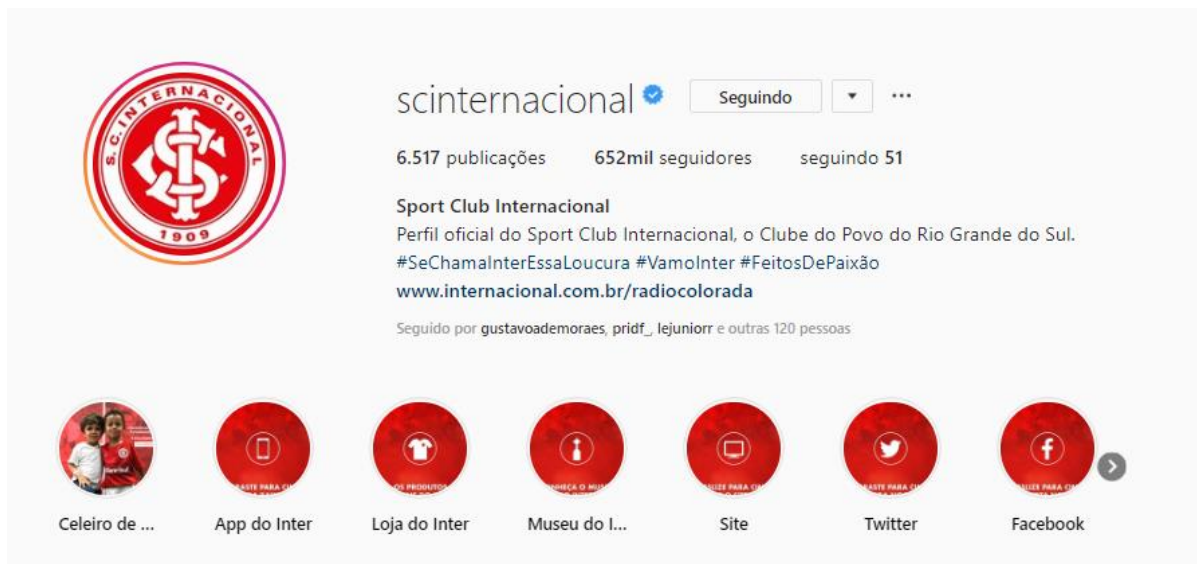 S.C. INTERNACIONAL
1909
scinternacional
Seguindo
6.517 publicações 652mil seguidores seguindo 51
Sport Club Internacional
Perfil oficial do Sport Club Internacional, o Clube do Povo do Rio Grande do Sul.
#SeChamaInterEssaLoucura #VamoInter #FeitosDePaixão
www.internacional.com.br/radiocolorada
Seguido por gustavoademoraes, pridf_, lejuniorr e outras 120 pessoas
Celeiro de ... App do Inter Loja do Inter Museu do I... Site Twitter Facebook